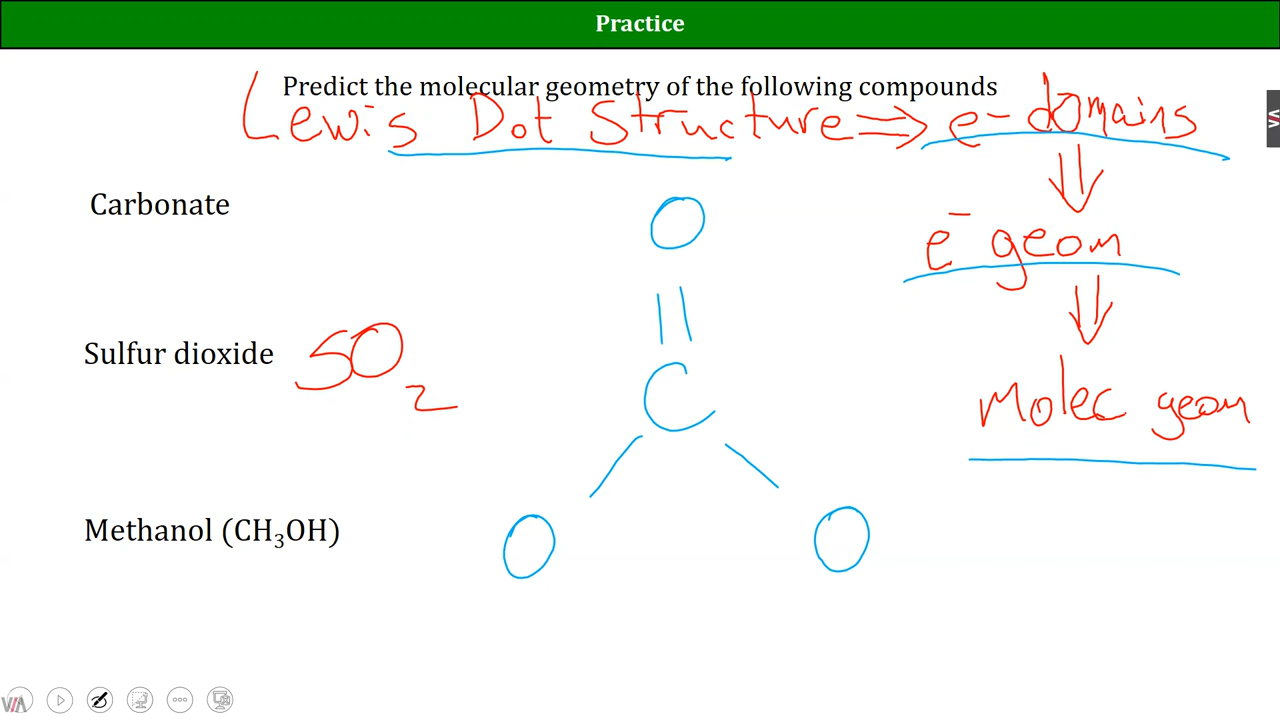 Practice
Predict the molecular geometry of the following compounds
Lewis Dot Structure ⇒ e- domains
Carbonate
O
e⁻ geom
Sulfur dioxide SO₂
C
Molec geom
Methanol (CH₃OH)
O O